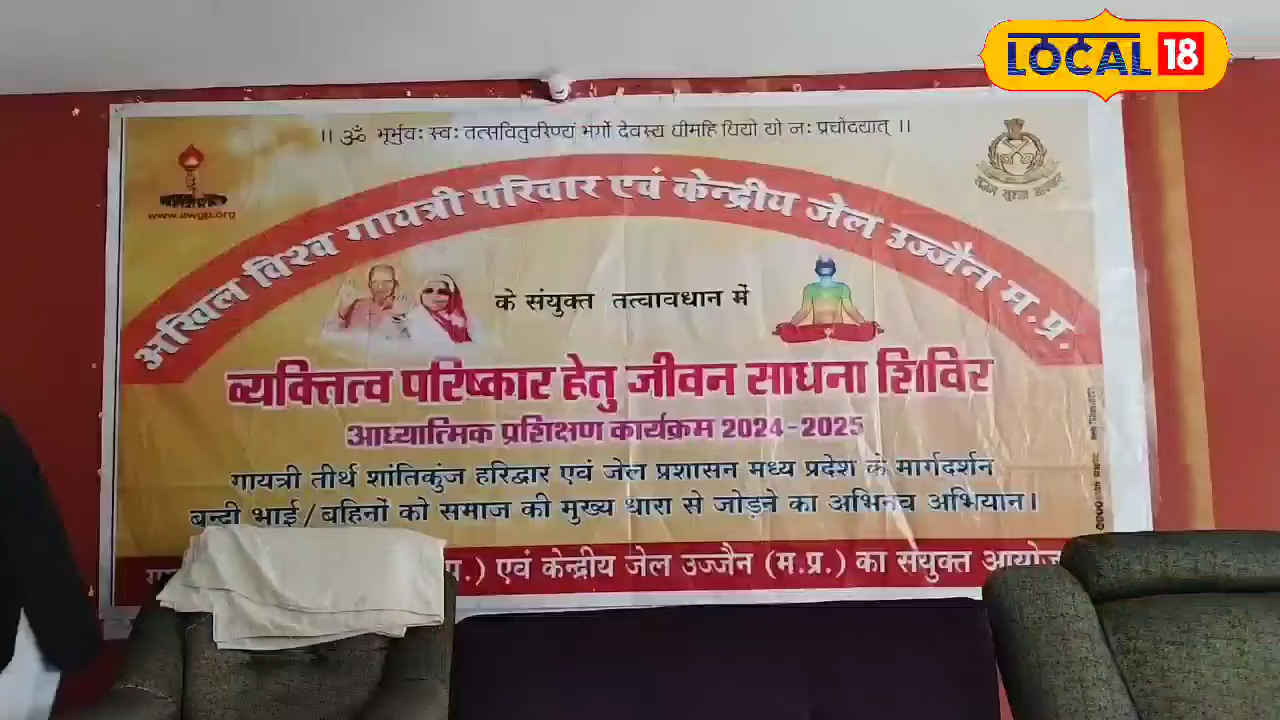 LOCAL 18
।। ॐ भूर्भुवः स्वः तत्सवितुर्वरेण्यं भर्गो देवस्य धीमहि धियो यो नः प्रचोदयात् ।।
www.awgp.org
अखिल विश्व गायत्री परिवार एवं केन्द्रीय जेल उज्जैन म.प्र.
के संयुक्त तत्वावधान में
व्यक्तित्व परिष्कार हेतु जीवन साधना शिविर
आध्यात्मिक प्रशिक्षण कार्यक्रम 2024-2025
गायत्री तीर्थ शांतिकुंज हरिद्वार एवं जेल प्रशासन मध्य प्रदेश के मार्गदर्शन
बन्दी भाई/बहिनों को समाज की मुख्य धारा से जोड़ने का अभिनव अभियान।
एवं केन्द्रीय जेल उज्जैन (म.प्र.) का संयुक्त